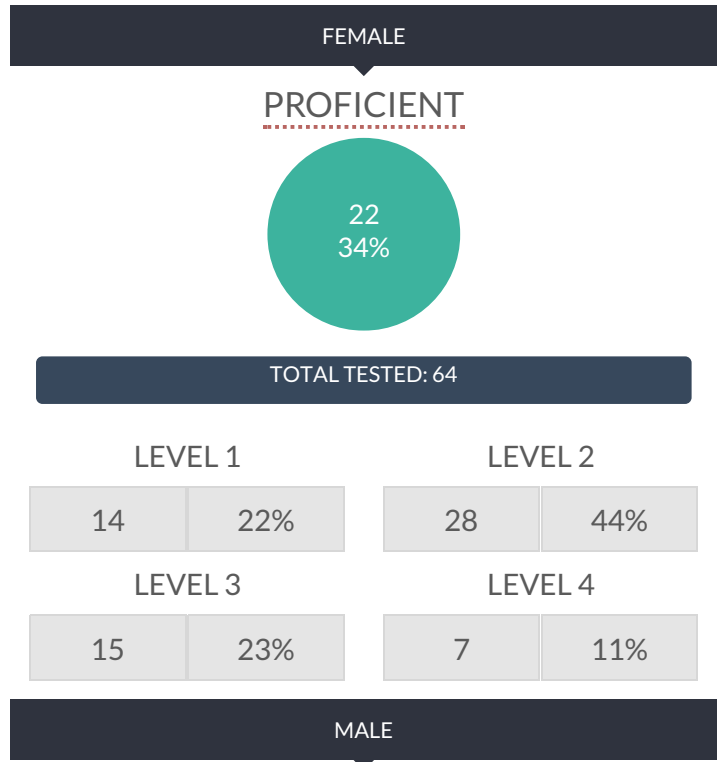 FEMALE
PROFICIENT
22
34%
TOTAL TESTED: 64
LEVEL 1
LEVEL 2
14 22% 28 44%
LEVEL 3
LEVEL 4
15 23% 7 11%
MALE